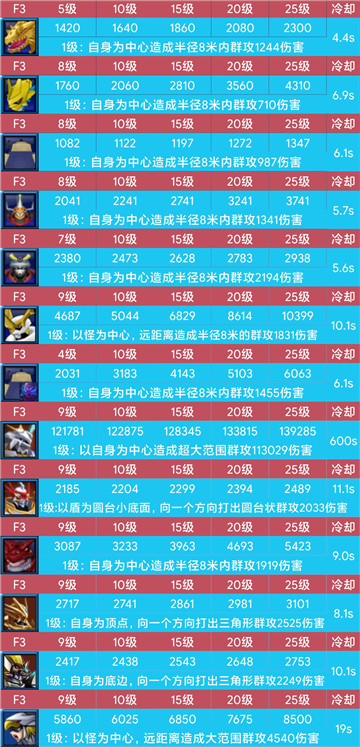 F3 5级 10级 15级 20级 25级 冷却
1420 1640 1860 2080 2300 4.4s
1级: 自身为中心造成半径8米内群攻1244伤害
F3 8级 10级 15级 20级 25级 冷却
1760 2060 2810 3560 4310 6.9s
1级: 自身为中心造成半径8米内群攻710伤害
F3 8级 10级 15级 20级 25级 冷却
1082 1122 1197 1272 1347 6.1s
1级: 自身为中心造成半径8米内群攻987伤害
F3 8级 10级 15级 20级 25级 冷却
2041 2241 2741 3241 3741 5.7s
1级: 自身为中心造成半径8米内群攻1341伤害
F3 7级 10级 15级 20级 25级 冷却
2380 2473 2628 2783 2938 5.6s
1级: 自身为中心造成半径8米内群攻2194伤害
F3 9级 10级 15级 20级 25级 冷却
4687 5044 6829 8614 10399 10.1s
1级: 以怪为中心, 远距离造成半径8米的群攻1831伤害
F3 4级 10级 15级 20级 25级 冷却
2031 3183 4143 5103 6063 6.1s
1级: 自身为中心造成半径8米内群攻1455伤害
F3 9级 10级 15级 20级 25级 冷却
121781 122875 128345 133815 139285 600s
1级: 以自身为中心造成超大范围群攻113029伤害
F3 9级 10级 15级 20级 25级 冷却
2185 2204 2299 2394 2489 11.1s
1级:以盾为圆台小底面，向一个方向打出圆台状群攻2033伤害
F3 9级 10级 15级 20级 25级 冷却
3087 3233 3963 4693 5423 9.0s
1级: 自身为中心造成半径8米内群攻1919伤害
F3 9级 10级 15级 20级 25级 冷却
2717 2741 2861 2981 3101 8.1s
1级: 自身为顶点，向一个方向打出三角形群攻2525伤害
F3 9级 10级 15级 20级 25级 冷却
2417 2438 2543 2648 2753 10.1s
1级: 自身为底边，向一个方向打出三角形群攻2249伤害
F3 9级 10级 15级 20级 25级 冷却
5860 6025 6850 7675 8500 19s
1级: 以怪为中心，远距离造成大范围群攻4540伤害